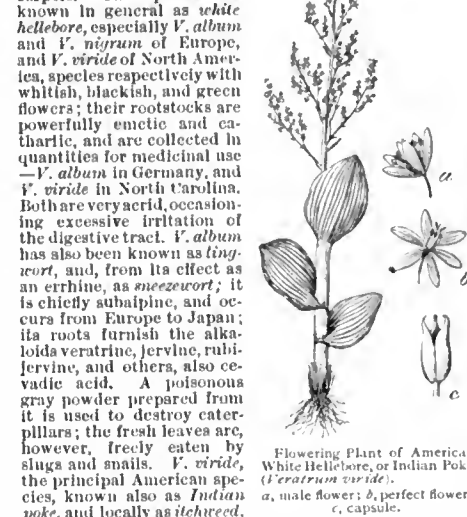 known in general as white
hellebore, especially V. album
and V. nigrum of Europe,
and V. viride of North Amer-
ica, species respectively with
whitish, blackish, and green
flowers; their rootstocks are
powerfully emetic and ca-
thartic, and are collected in
quantities for medicinal use
—V. album in Germany, and
V. viride in North Carolina.
Both are very acrid, occasion-
ing excessive irritation of
the digestive tract. V. album
has also been known as ling-
wort, and, from its effect as
an errhine, as sneezewort; it
is chiefly subalpine, and oc-
curs from Europe to Japan;
its roots furnish the alka-
loids veratrine, jervine, rubi-
jervine, and others, also ce-
vadic acid. A poisonous
gray powder prepared from
it is used to destroy cater-
pillars; the fresh leaves are,
however, freely eaten by
slugs and snails. V. viride,
the principal American spe-
cies, known also as Indian
poke, and locally as itchweed,
a
b
c
Flowering Plant of America
White Hellebore, or Indian Pok
(Veratrum viride).
a, male flower; b, perfect flower
c, capsule.